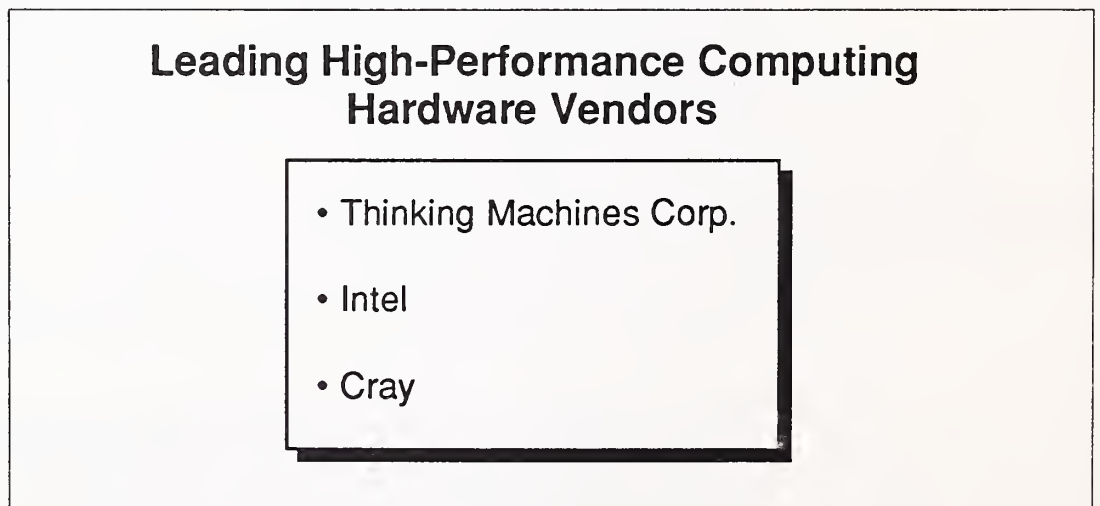 Leading High-Performance Computing
Hardware Vendors
• Thinking Machines Corp.
• Intel
• Cray